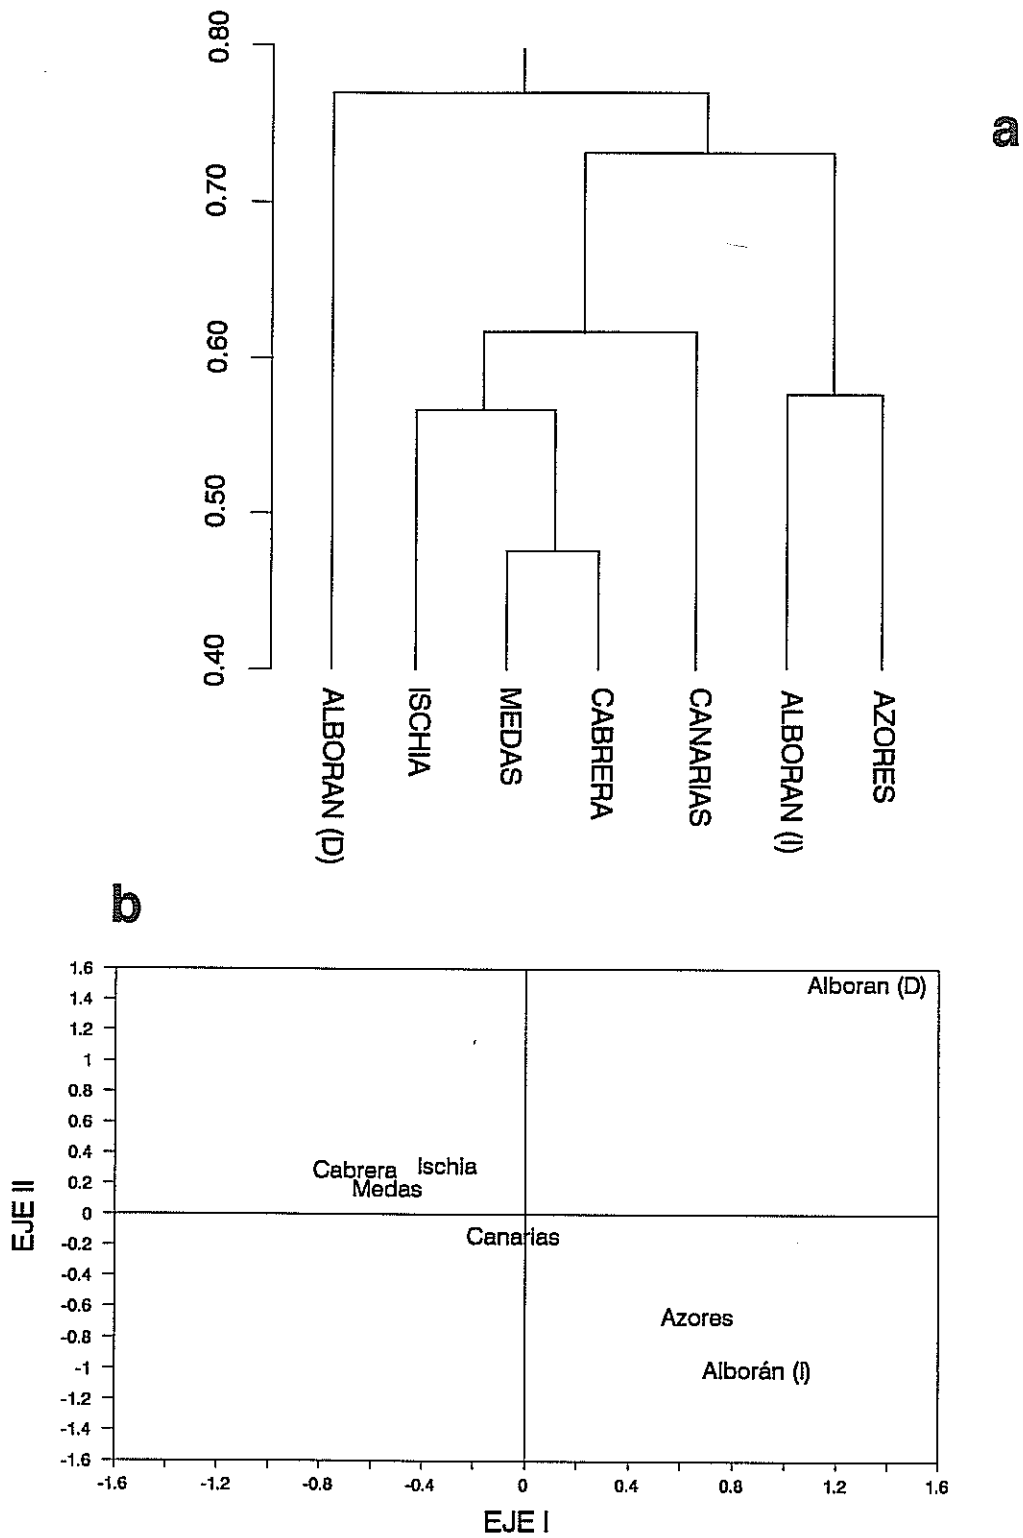 a
0.80
0.70
0.60
0.50
0.40
ALBORAN (D)
ISCHIA
MEDAS
CABRERA
CANARIAS
ALBORAN (I)
AZORES
b
1.6
1.4
1.2
1
0.8
0.6
0.4
0.2
0
-0.2
-0.4
-0.6
-0.8
-1
-1.2
-1.4
-1.6
EJE II
Alboran (D)
Cabrera
Ischia
Medas
Canarias
Azores
Alborán (I)
-1.6
-1.2
-0.8
-0.4
0
0.4
0.8
1.2
1.6
EJE I